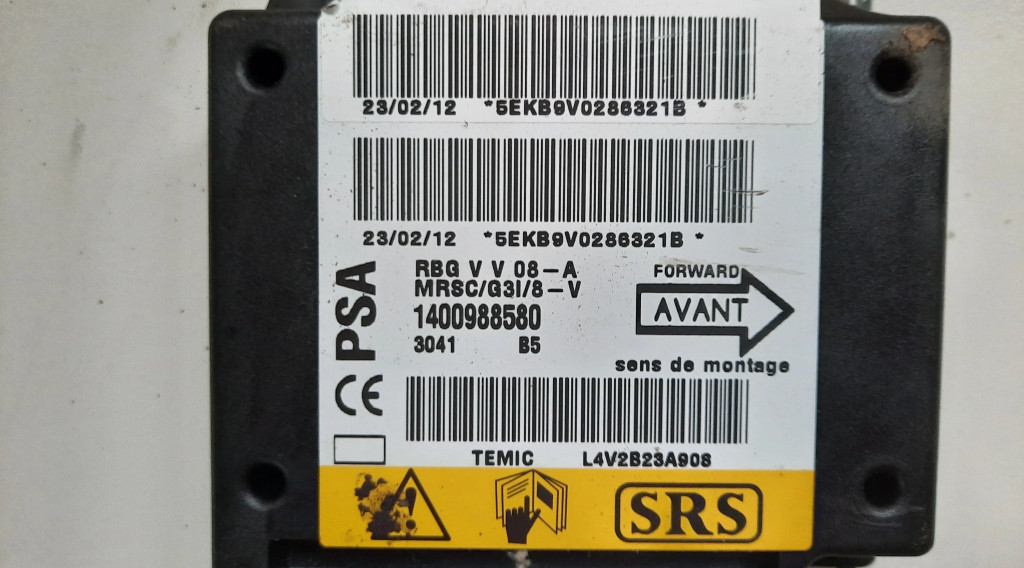 23/02/12 *5EKB9V0286321B *
23/02/12 *5EKB9V0286321B *
PSA
RBG V V 08-A
MRSC/G3I/8-V
1400988580
3041 B5
FORWARD
AVANT
sens de montage
CE
TEMIC L4V2B23A908
SRS